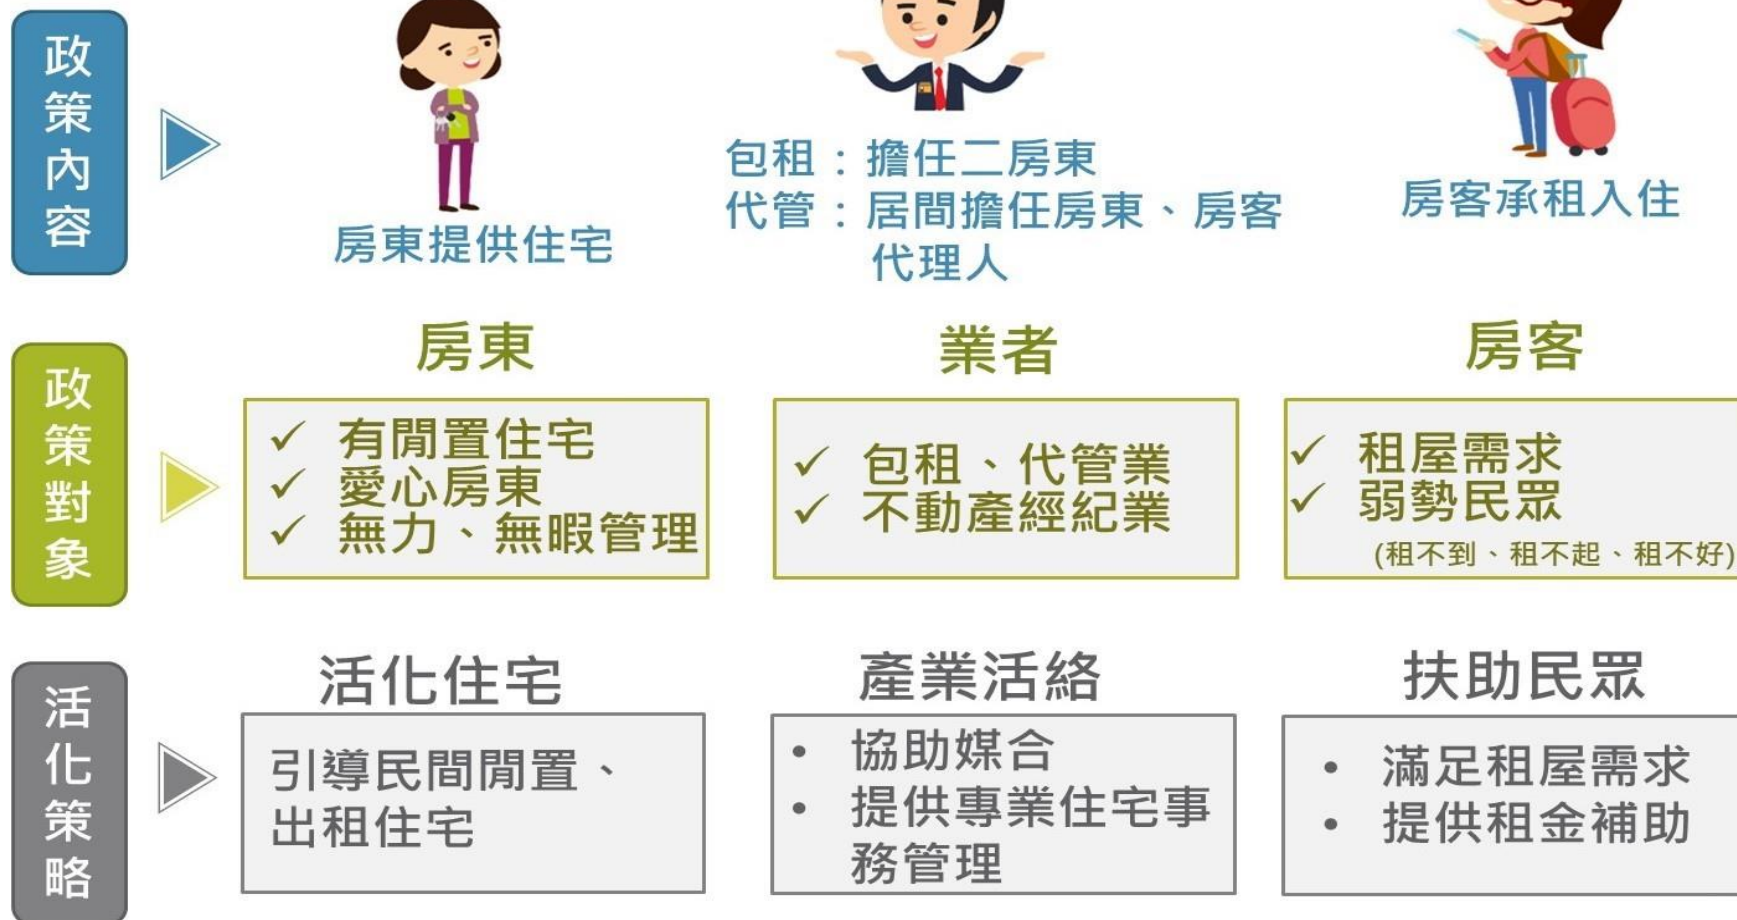 政策內容
房東提供住宅
包租：擔任二房東
代管：居間擔任房東、房客
代理人
房客承租入住
政策對象
房東
✓ 有閒置住宅
✓ 愛心房東
✓ 無力、無暇管理
業者
✓ 包租、代管業
✓ 不動產經紀業
房客
✓ 租屋需求
✓ 弱勢民眾
(租不到、租不起、租不好)
活化策略
活化住宅
引導民間閒置、
出租住宅
產業活絡
• 協助媒合
• 提供專業住宅事
務管理
扶助民眾
• 滿足租屋需求
• 提供租金補助